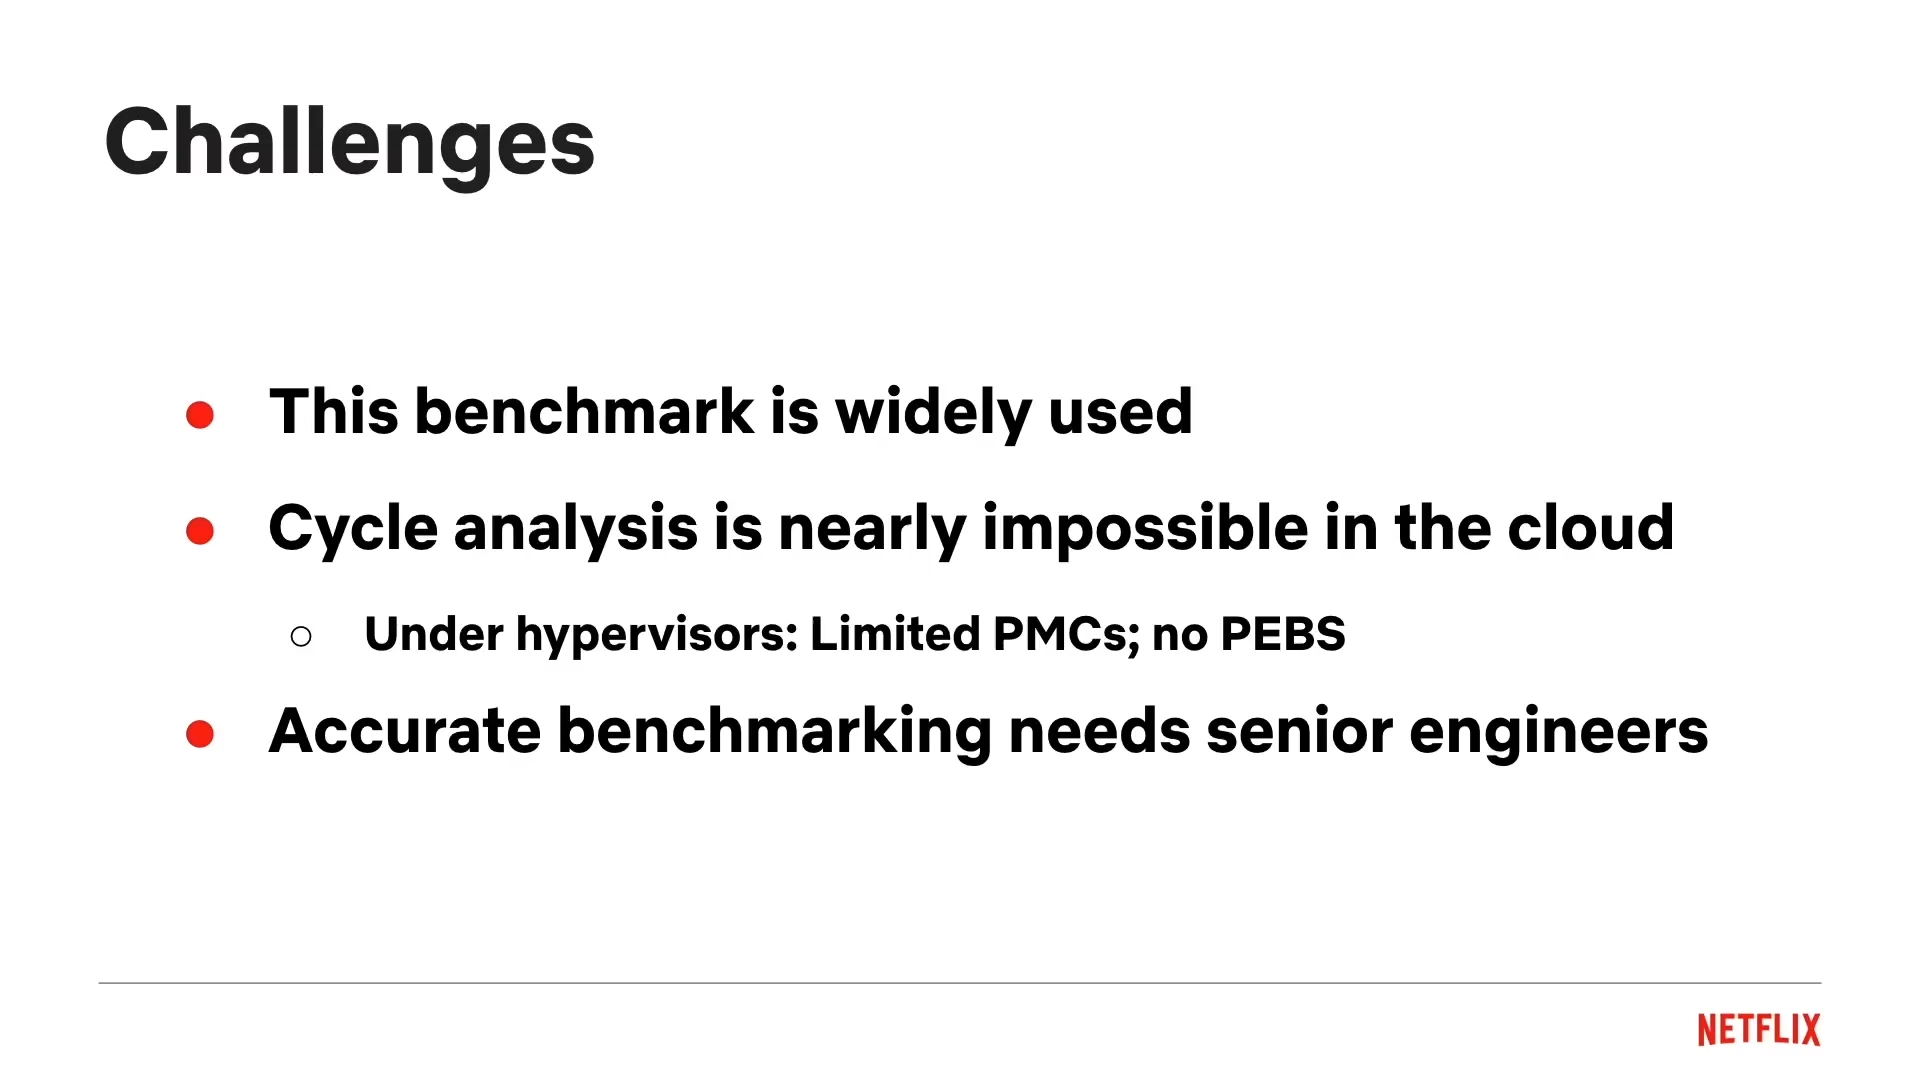 Challenges
● This benchmark is widely used
● Cycle analysis is nearly impossible in the cloud
○ Under hypervisors: Limited PMCs; no PEBS
● Accurate benchmarking needs senior engineers
NETFLIX